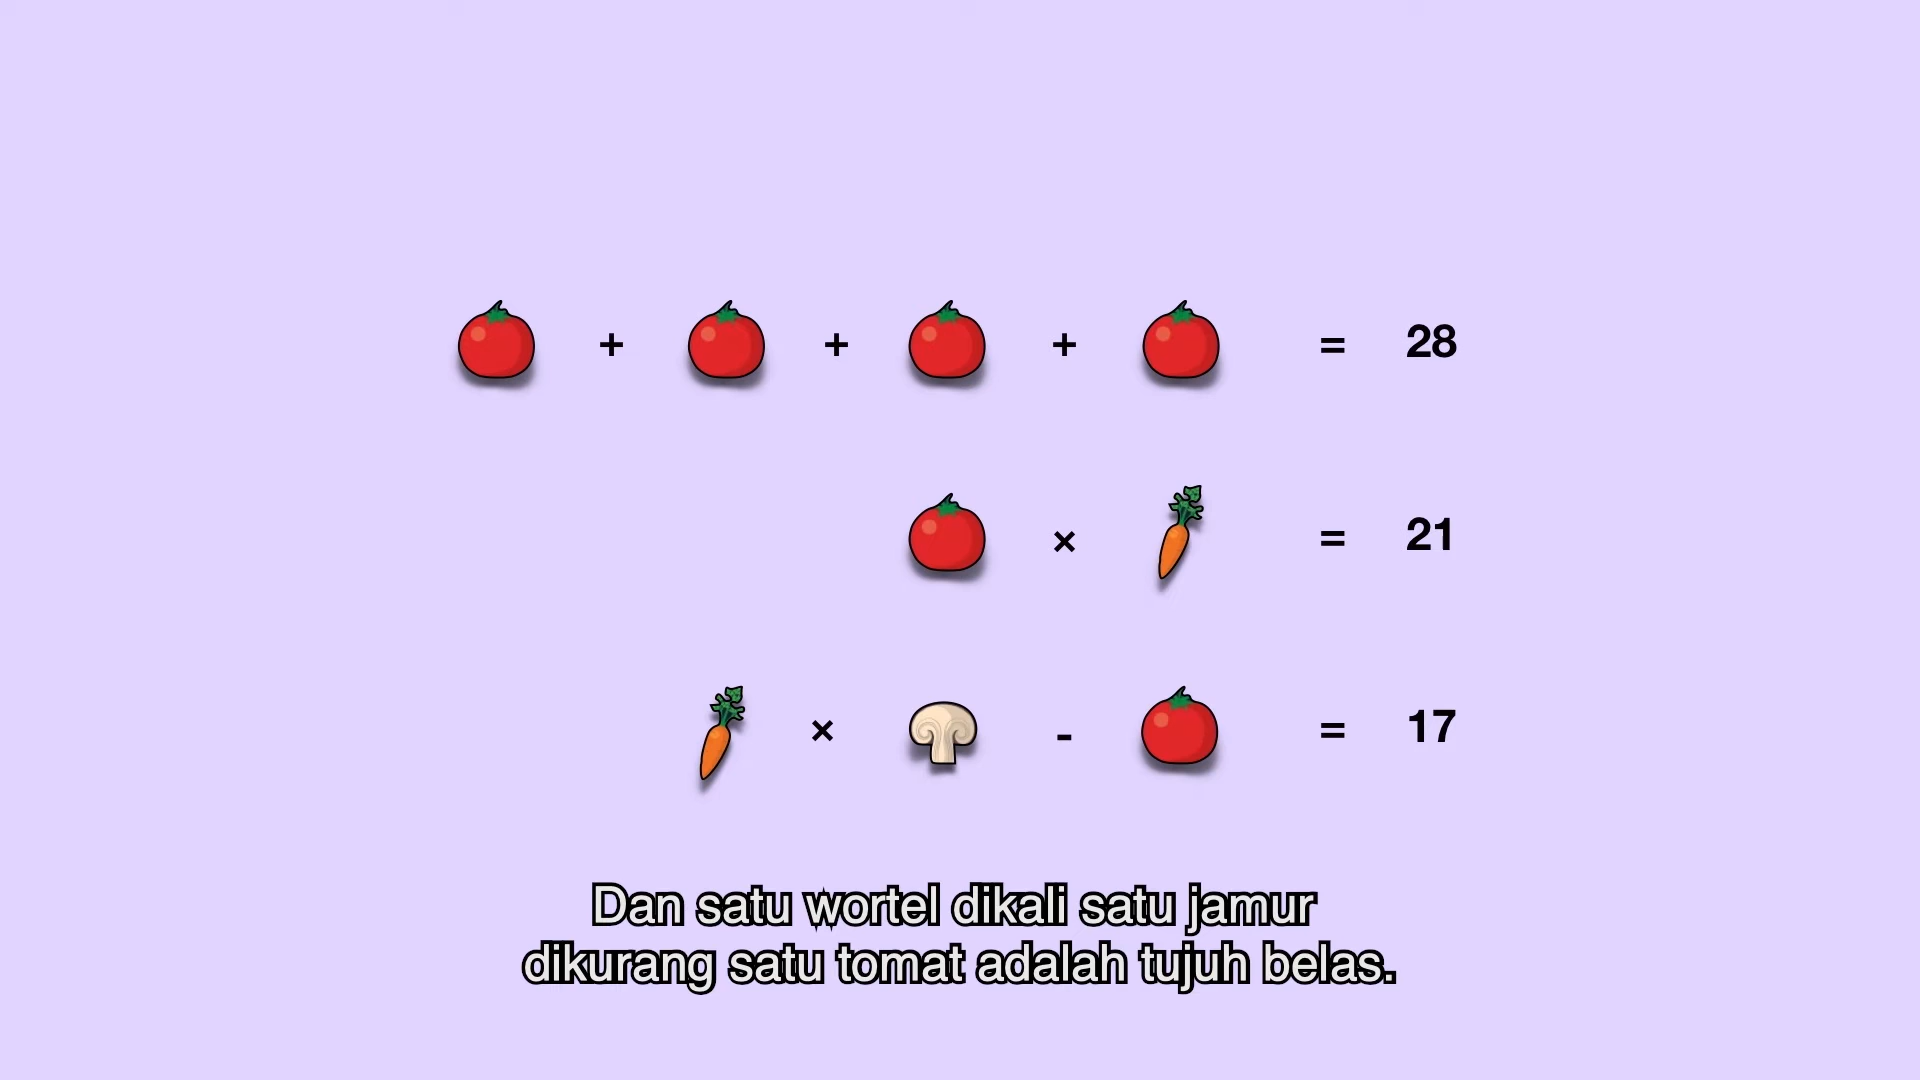 + + + = 28
× = 21
× - = 17
Dan satu wortel dikali satu jamur
dikurang satu tomat adalah tujuh belas.